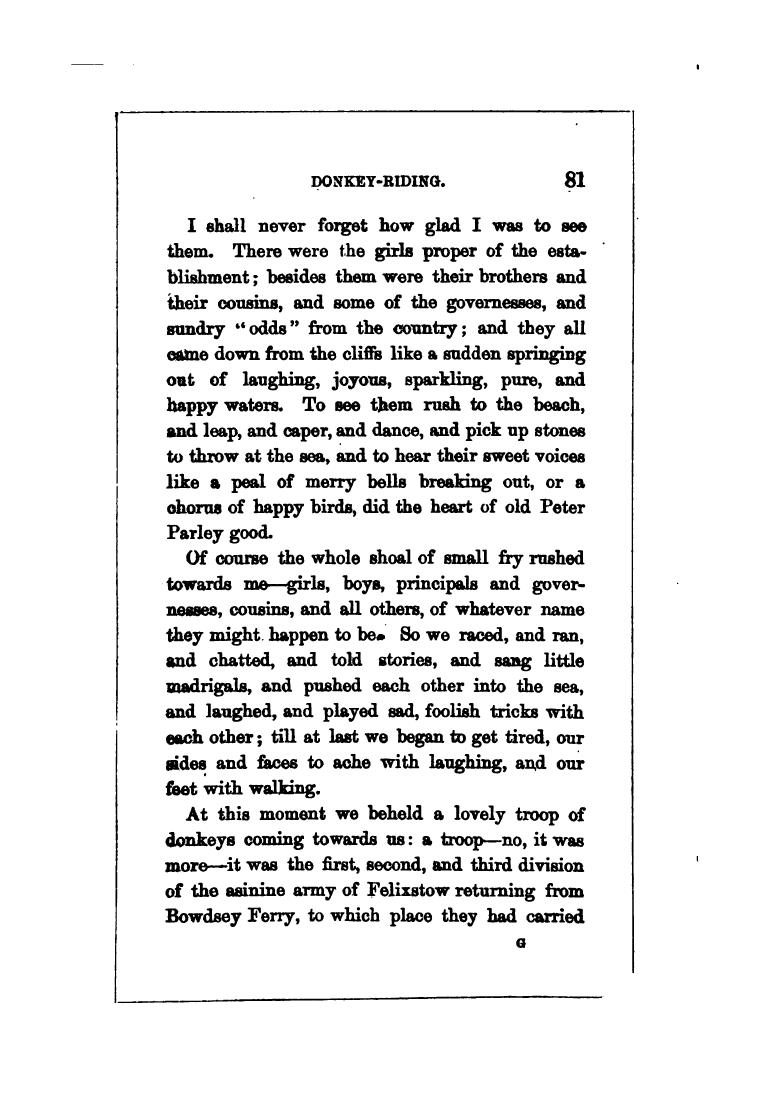 DONKEY-RIDING. 81
I shall never forget how glad I was to see
them. There were the girls proper of the esta-
blishment; besides them were their brothers and
their cousins, and some of the governesses, and
sundry "odds" from the country; and they all
came down from the cliffs like a sudden springing
out of laughing, joyous, sparkling, pure, and
happy waters. To see them rush to the beach,
and leap, and caper, and dance, and pick up stones
to throw at the sea, and to hear their sweet voices
like a peal of merry bells breaking out, or a
chorus of happy birds, did the heart of old Peter
Parley good.
Of course the whole shoal of small fry rushed
towards me—girls, boys, principals and gover-
nesses, cousins, and all others, of whatever name
they might happen to be. So we raced, and ran,
and chatted, and told stories, and sang little
madrigals, and pushed each other into the sea,
and laughed, and played sad, foolish tricks with
each other; till at last we began to get tired, our
sides and faces to ache with laughing, and our
feet with walking.
At this moment we beheld a lovely troop of
donkeys coming towards us: a troop—no, it was
more—it was the first, second, and third division
of the asinine army of Felixstow returning from
Bowdsey Ferry, to which place they had carried
G